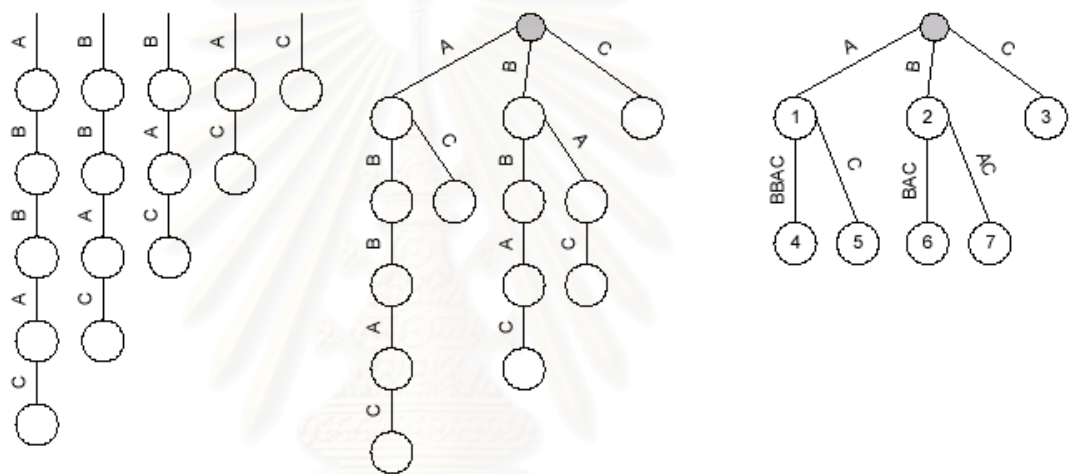 A B B A C
B B A C
B A C
A C
C
A B C
B C B A
B B A C
A A C
C C
A B C
1 2 3
BBAC C BAC AC
4 5 6 7